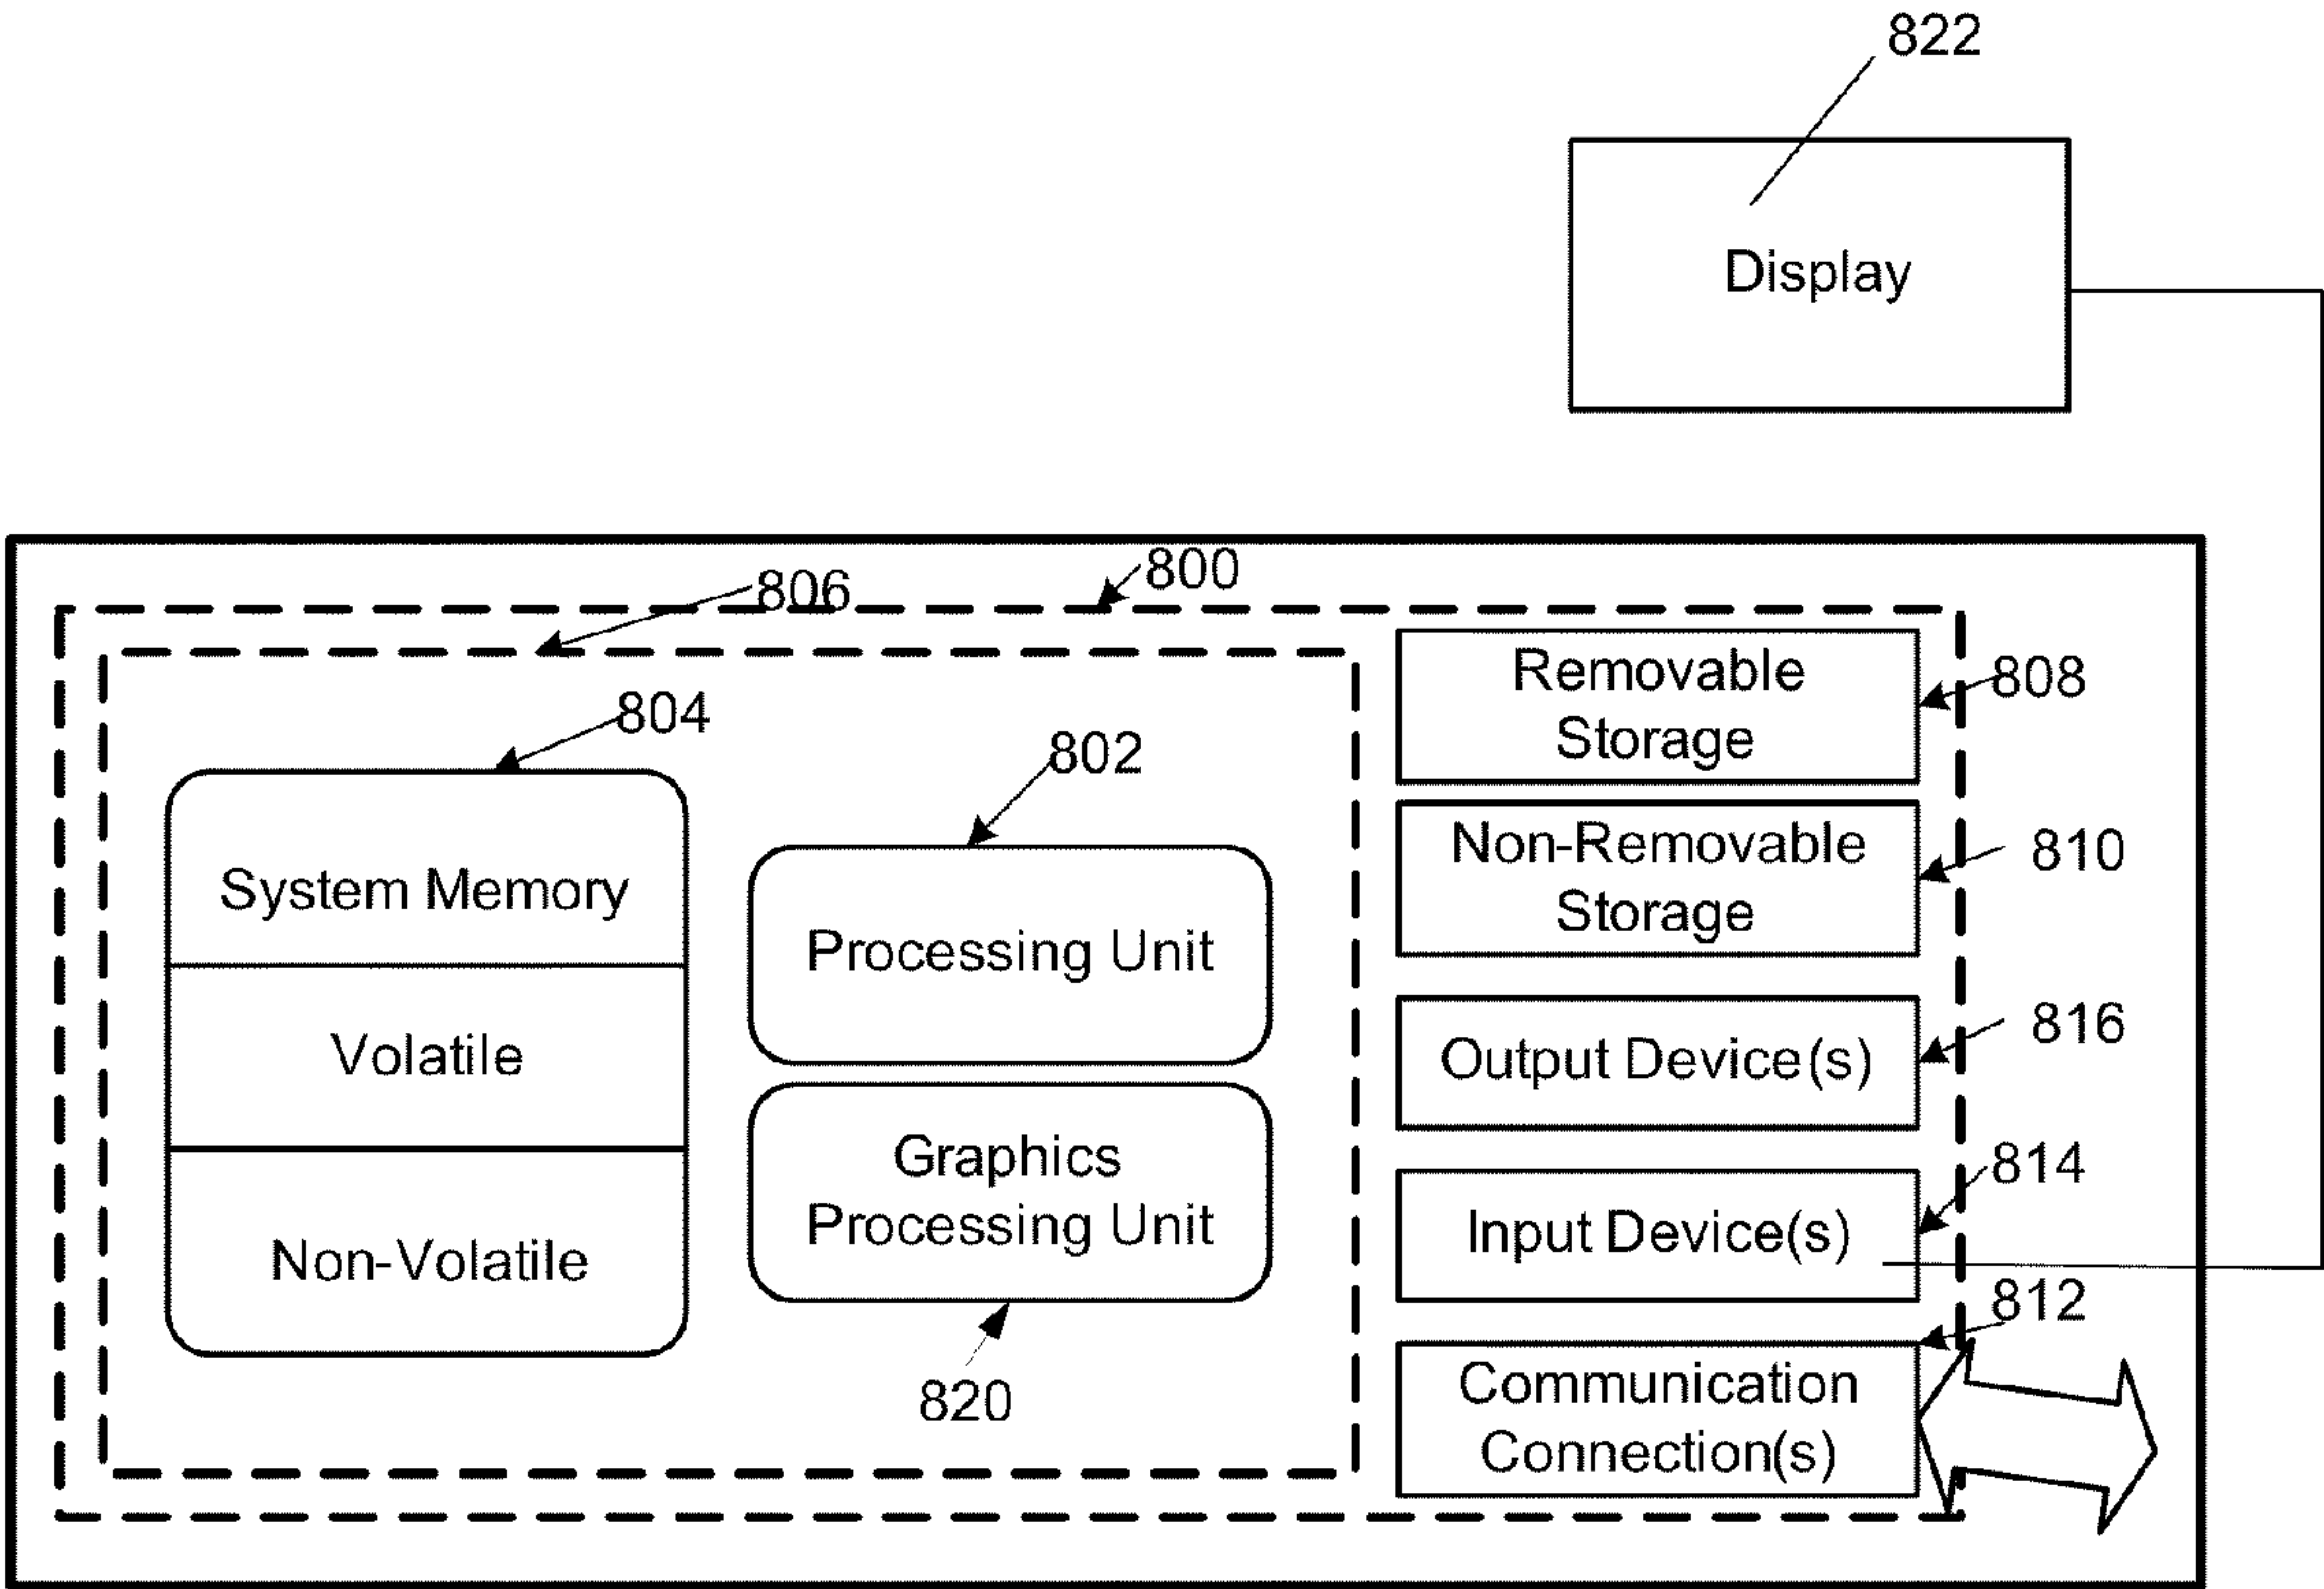 822
Display
806
800
Removable
Storage
808
804
802
Non-Removable
Storage
810
System Memory
Processing Unit
Output Device(s)
816
Volatile
Graphics
Processing Unit
Input Device(s)
814
Non-Volatile
812
820
Communication
Connection(s)